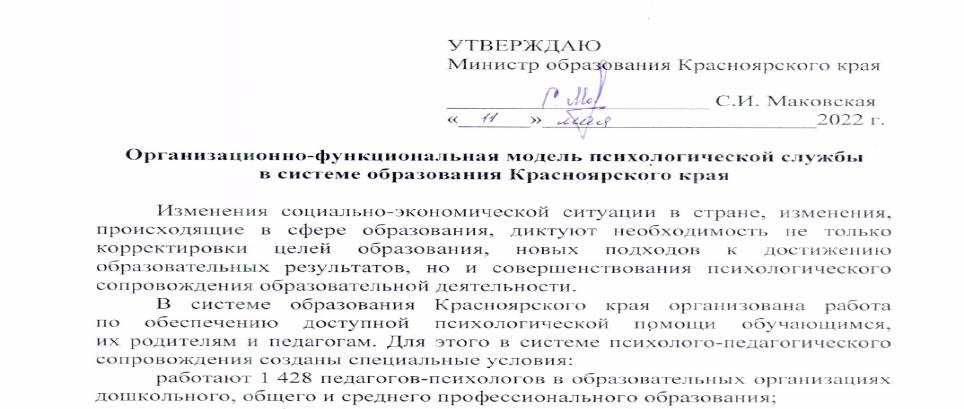 УТВЕРЖДАЮ
Министр образования Красноярского края
С.И. Маковская
« 11 » 2022 г.
Организационно-функциональная модель психологической службы
в системе образования Красноярского края
Изменения социально-экономической ситуации в стране, изменения,
происходящие в сфере образования, диктуют необходимость не только
корректировки целей образования, новых подходов к достижению
образовательных результатов, но и совершенствования психологического
сопровождения образовательной деятельности.
В системе образования Красноярского края организована работа
по обеспечению доступной психологической помощи обучающимся,
их родителям и педагогам. Для этого в системе психолого-педагогического
сопровождения созданы специальные условия:
работают 1 428 педагогов-психологов в образовательных организациях
дошкольного, общего и среднего профессионального образования;